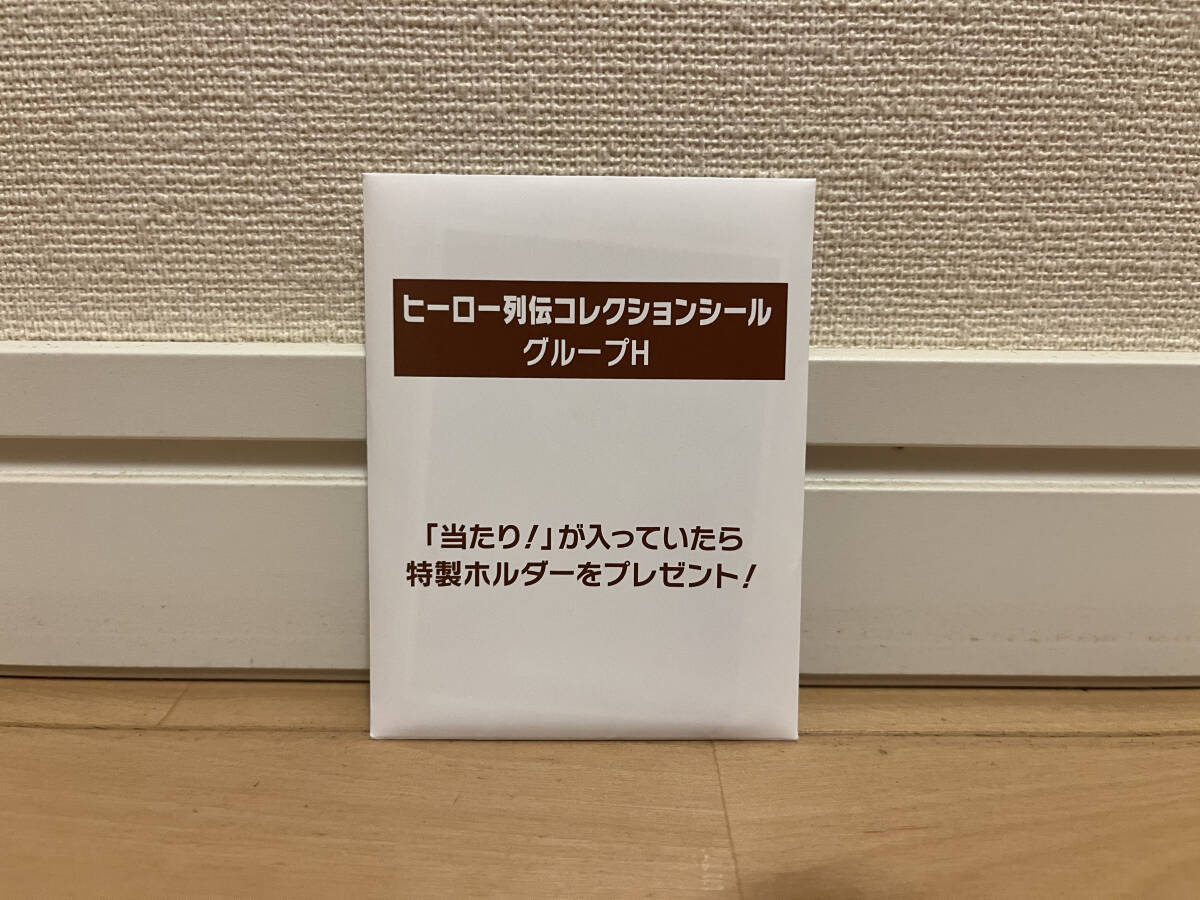 ヒーロー列伝コレクションシール
グループH
「当たり!」が入っていたら
特製ホルダーをプレゼント!